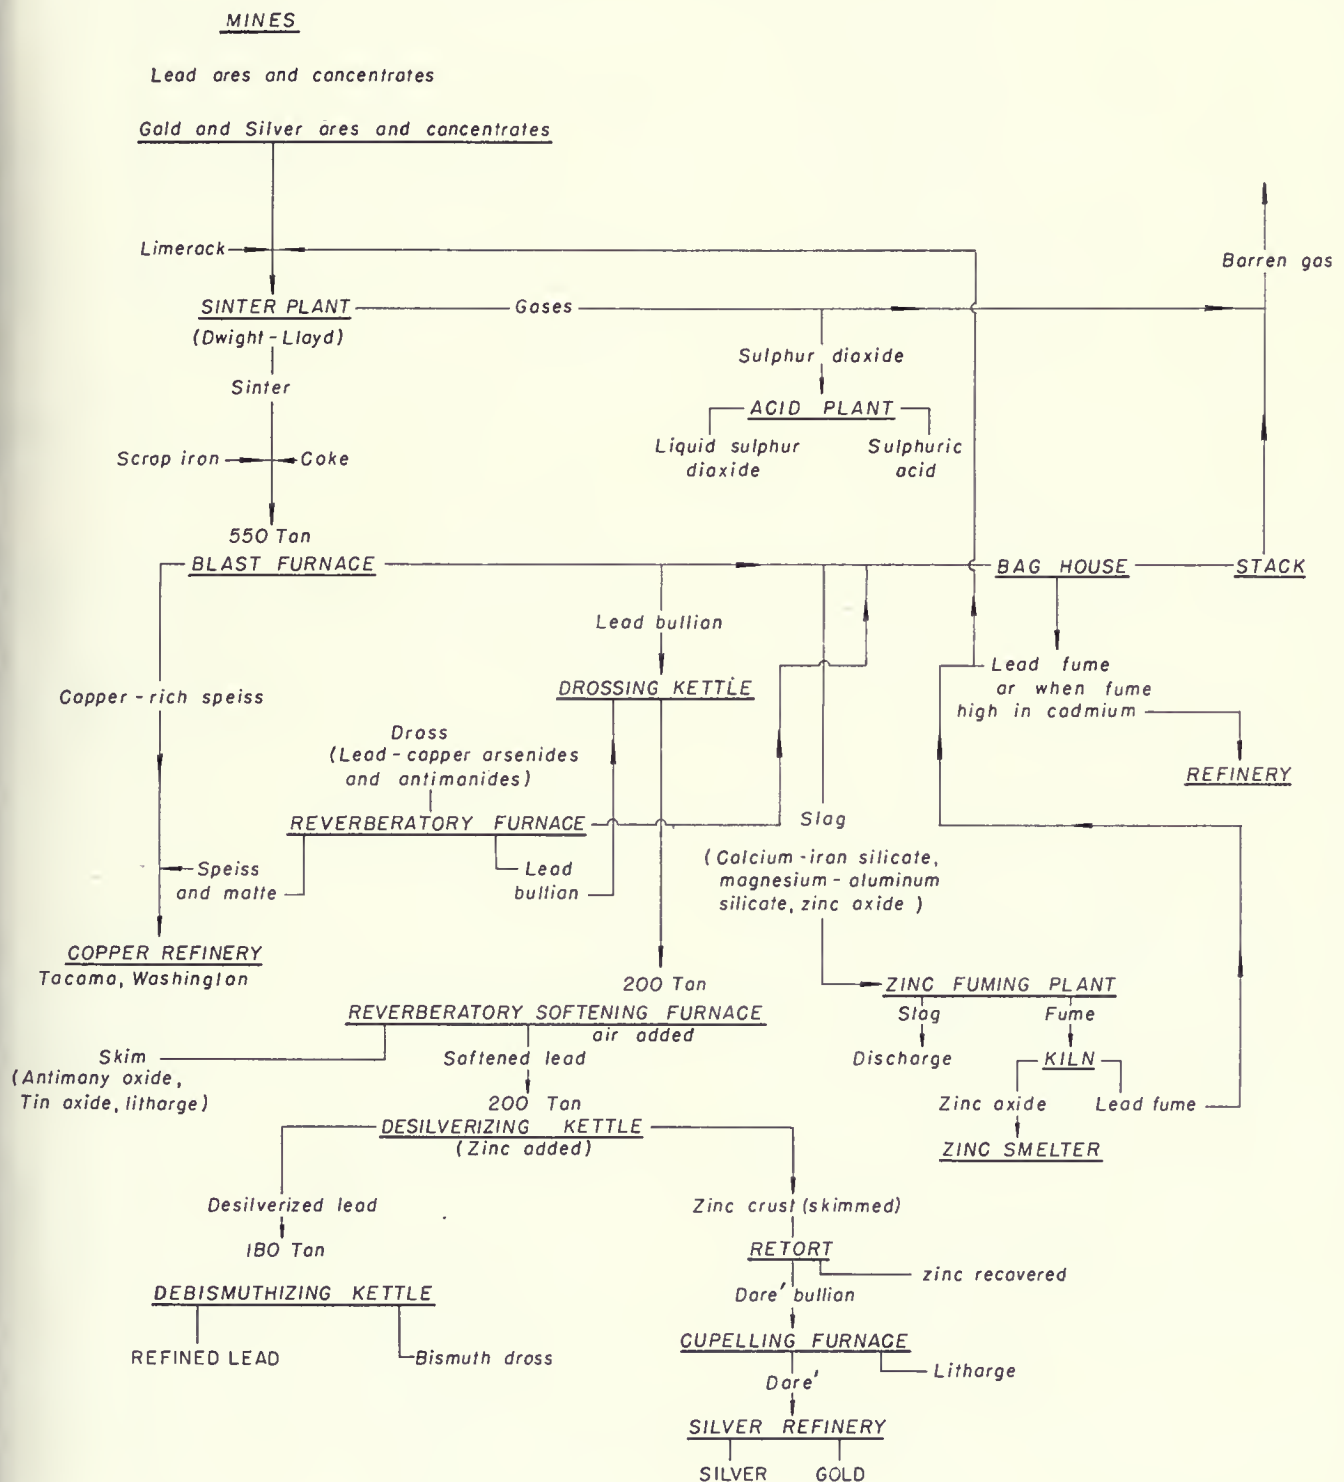 MINES
Lead ores and concentrates
Gold and Silver ores and concentrates
Limerock
Barren gas
SINTER PLANT
Gases
(Dwight-Lloyd)
Sulphur dioxide
Sinter
ACID PLANT
Liquid sulphur
dioxide
Sulphuric
acid
Scrap iron
Coke
550 Ton
BLAST FURNACE
BAG HOUSE
STACK
Lead bullion
Lead fume
or when fume
high in cadmium
DROSSING KETTLE
Copper-rich speiss
Dross
(Lead-copper arsenides
and antimonides)
REFINERY
REVERBERATORY FURNACE
Slag
(Calcium-iron silicate,
magnesium-aluminum
silicate, zinc oxide)
Speiss
and matte
Lead
bullion
COPPER REFINERY
Tacoma, Washington
200 Ton
ZINC FUMING PLANT
REVERBERATORY SOFTENING FURNACE
air added
Slag
Fume
Skim
(Antimony oxide,
Tin oxide, litharge)
Softened lead
Discharge
KILN
200 Ton
Zinc oxide
Lead fume
DESILVERIZING KETTLE
(Zinc added)
ZINC SMELTER
Desilverized lead
Zinc crust (skimmed)
180 Ton
RETORT
zinc recovered
DEBISMUTHIZING KETTLE
Dore' bullion
CUPELLING FURNACE
REFINED LEAD
Bismuth dross
Litharge
Dore'
SILVER REFINERY
SILVER
GOLD